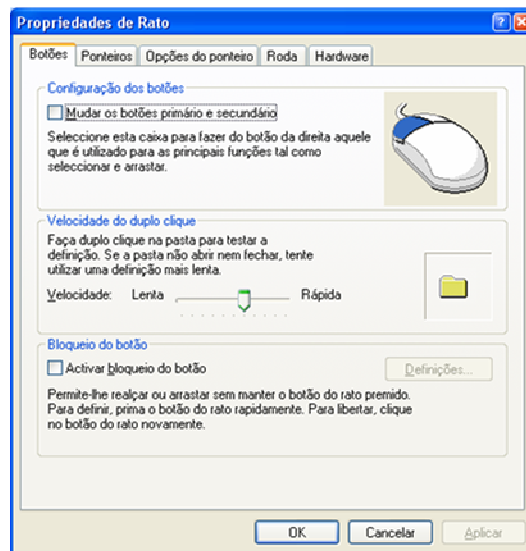 Propriedades de Rato
Botões Ponteiros Opções do ponteiro Roda Hardware
Configuração dos botões
Mudar os botões primário e secundário
Seleccione esta caixa para fazer do botão da direita aquele
que é utilizado para as principais funções tal como
seleccionar e arrastar.
Velocidade do duplo clique
Faça duplo clique na pasta para testar a
definição. Se a pasta não abrir nem fechar, tente
utilizar uma definição mais lenta.
Velocidade: Lenta Rápida
Bloqueio do botão
Activar bloqueio do botão
Definições...
Permite-lhe realçar ou arrastar sem manter o botão do rato premido.
Para definir, prima o botão do rato rapidamente. Para libertar, clique
no botão do rato novamente.
OK Cancelar Aplicar